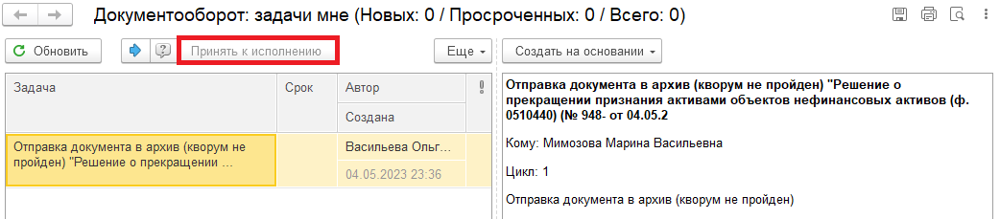 Документооборот: задачи мне (Новых: 0 / Просроченных: 0 / Всего: 0)
Обновить
Принять к исполнению
Еще
Создать на основании
Задача
Срок
Автор
Создана
Отправка документа в архив (кворум не
пройден) "Решение о прекращении ...
Васильева Ольг...
04.05.2023 23:36
Отправка документа в архив (кворум не пройден) "Решение о
прекращении признания активами объектов нефинансовых активов (ф.
0510440) (№ 948- от 04.05.2
Кому: Мимозова Марина Васильевна
Цикл: 1
Отправка документа в архив (кворум не пройден)